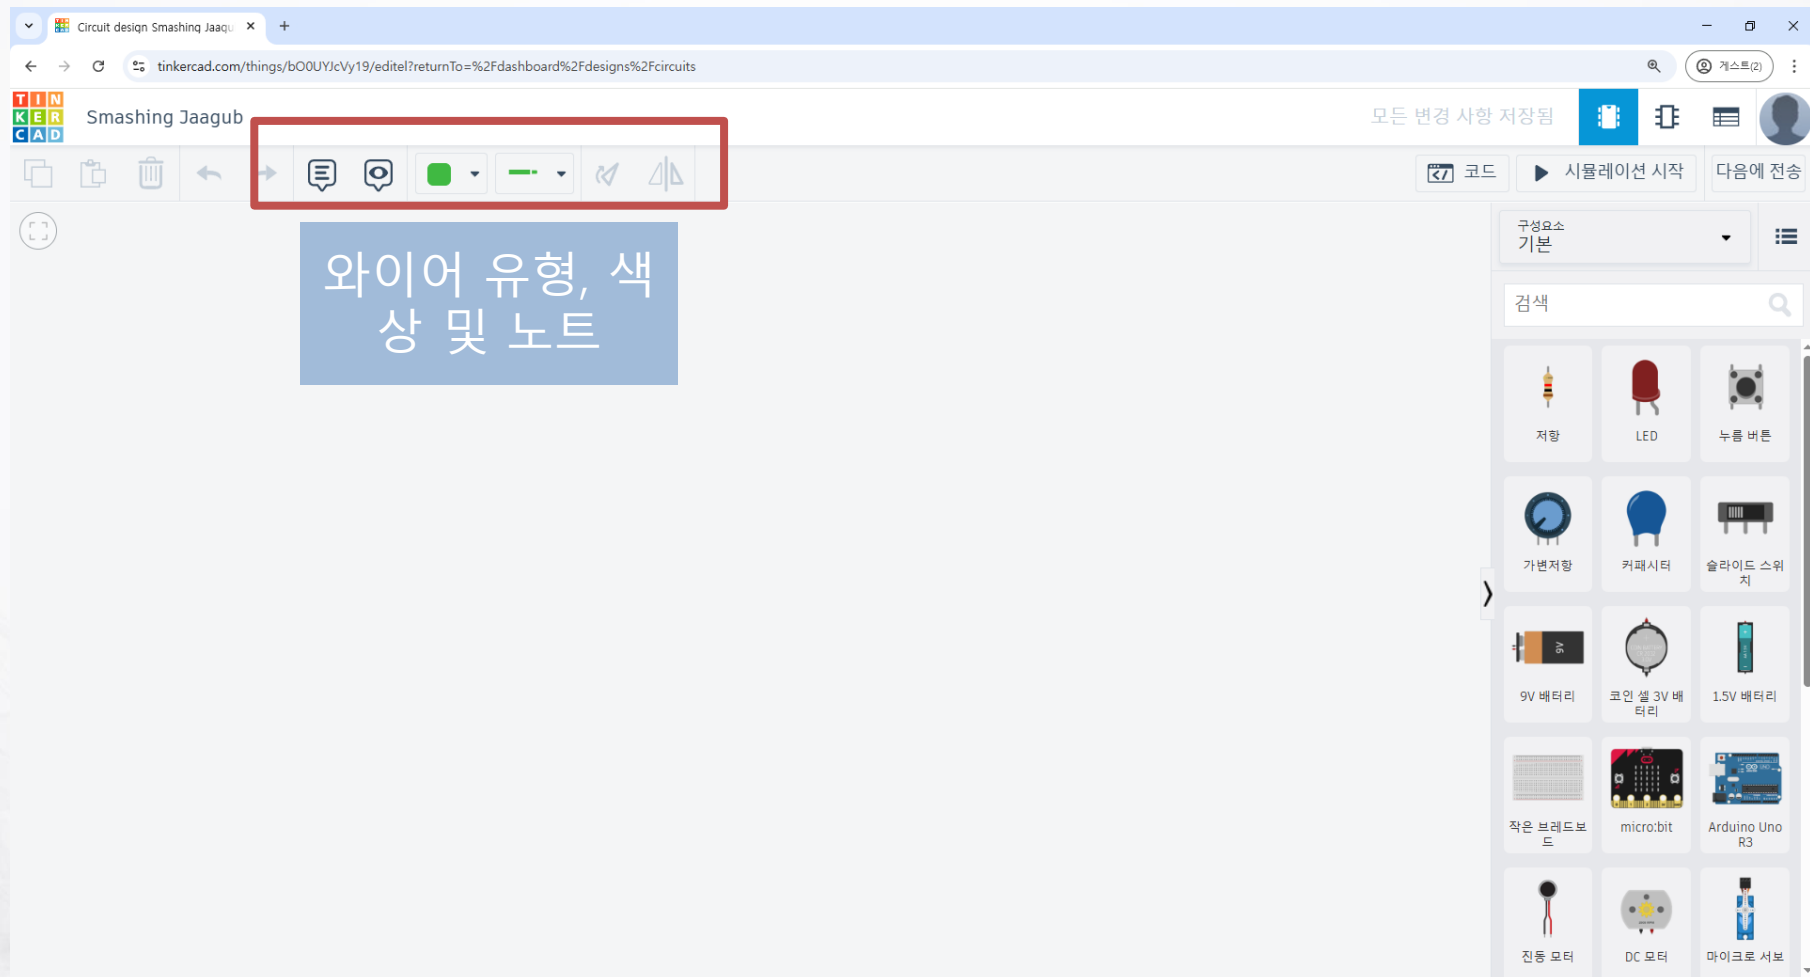 Circuit design Smashing Jaagu
tinkercad.com/things/bO0UYJcVy19/editel?returnTo=%2Fdashboard%2Fdesigns%2Fcircuits
게스트(2)
TIN
KER
CAD
Smashing Jaagub
모든 변경 사항 저장됨
코드
시뮬레이션 시작
다음에 전송
와이어 유형, 색
상 및 노트
구성요소
기본
검색
저항
LED
누름 버튼
가변저항
커패시터
슬라이드 스위
치
9V
9V 배터리
코인 셀 3V 배
터리
1.5V 배터리
작은 브레드보
드
micro:bit
Arduino Uno
R3
진동 모터
DC 모터
마이크로 서보